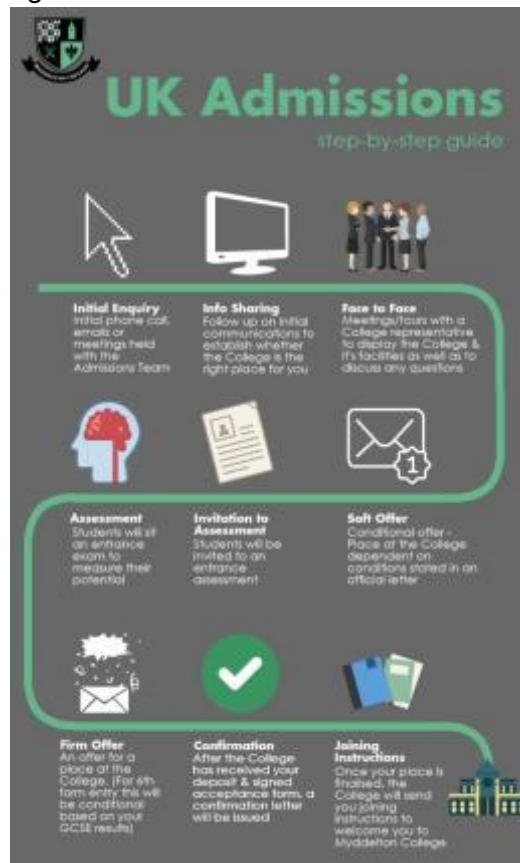 UK Admissions
step-by-step guide
Initial Enquiry
Initial phone call,
emails or
meetings held
with the
Admissions Team
Info Sharing
Follow up on initial
communications to
establish whether
the College is the
right place for you
Face to Face
Meetings/tours with a
College representative
to display the College &
it's facilities as well as to
discuss any questions
1
Soft Offer
Conditional offer -
Place at the College
dependent on
conditions stated in an
official letter
Invitation to
Assessment
Students will be
invited to an
entrance
assessment
Assessment
Students will sit
an entrance
exam to
measure their
potential
Firm Offer
An offer for a
place at the
College. (For 6th
form entry this will
be conditional
based on your
GCSE results)
Confirmation
After the College
has received your
deposit & signed
acceptance form, a
confirmation letter
will be issued
Joining
Instructions
Once your place is
finalised, the
College will send
you joining
instructions to
welcome you to
Myddelton College